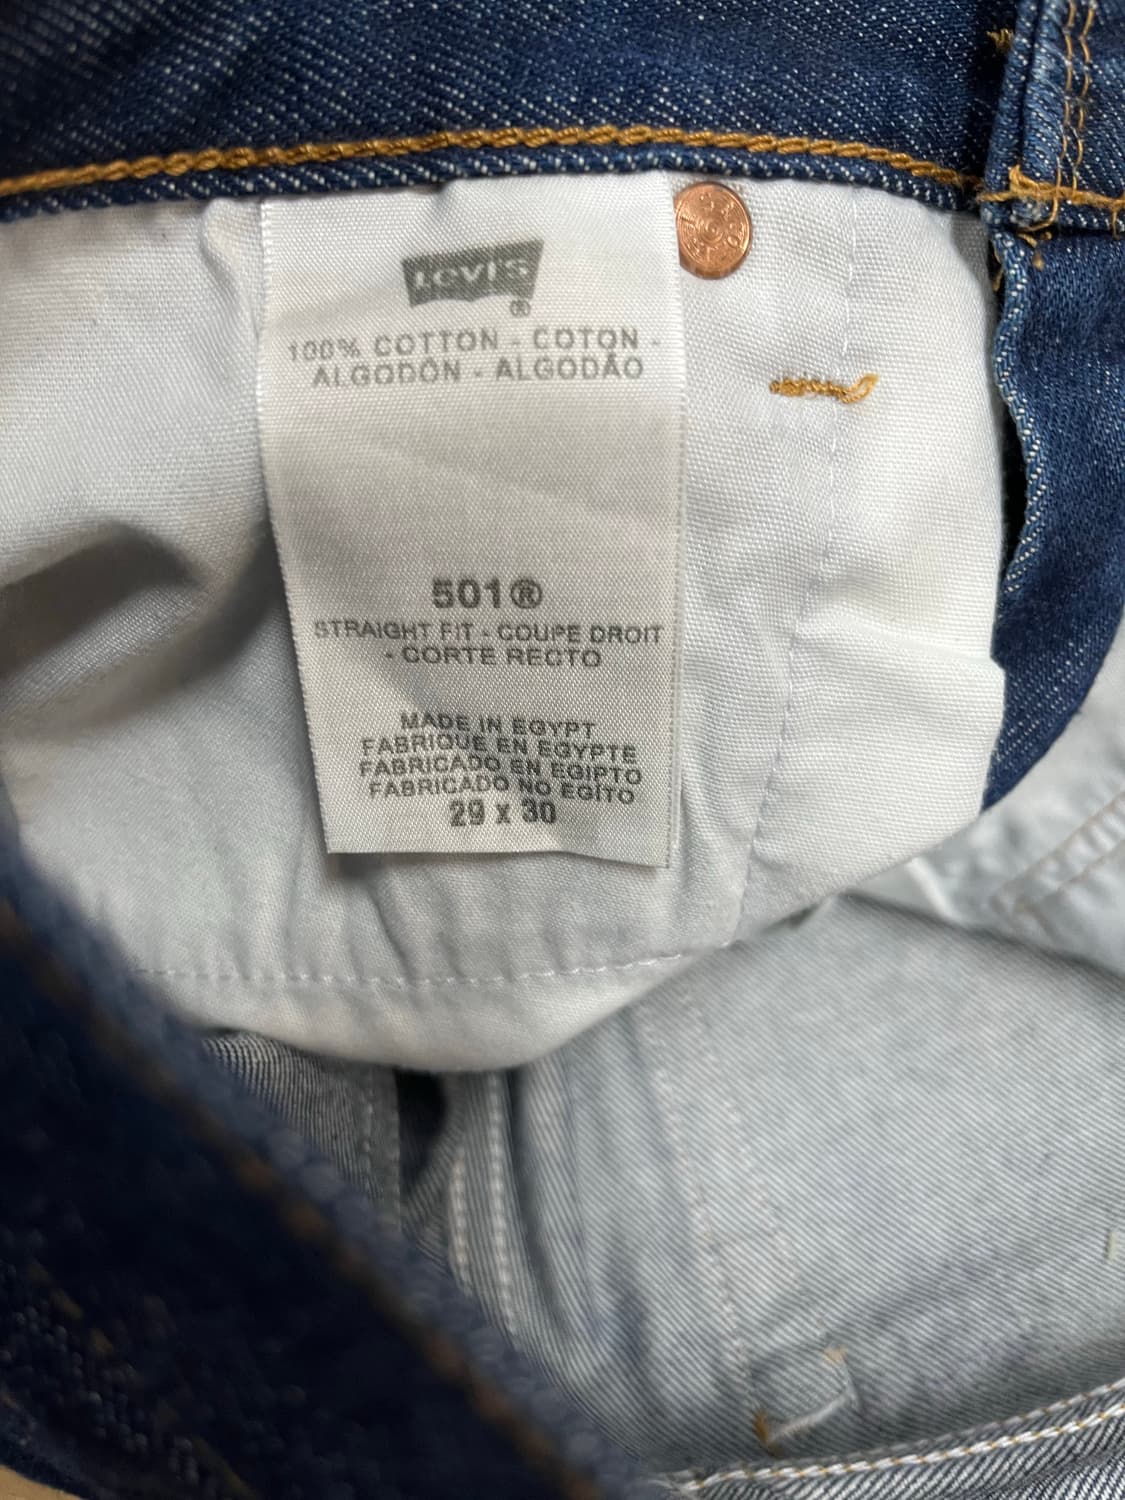 Levi's
®
100% COTTON - COTON -
ALGODÓN - ALGODÃO
501®
STRAIGHT FIT - COUPE DROIT
- CORTE RECTO
MADE IN EGYPT
FABRIQUE EN EGYPTE
FABRICADO EN EGIPTO
FABRICADO NO EGITO
29 x 30